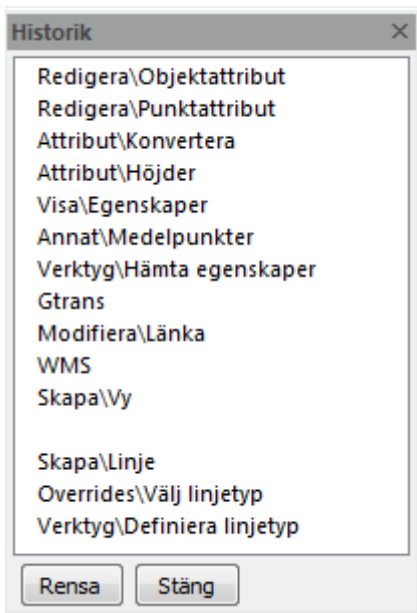 Historik
Redigera\Objektattribut
Redigera\Punktattribut
Attribut\Konvertera
Attribut\Höjder
Visa\Egenskaper
Annat\Medelpunkter
Verktyg\Hämta egenskaper
Gtrans
Modifiera\Länka
WMS
Skapa\Vy
Skapa\Linje
Overrides\Välj linjetyp
Verktyg\Definiera linjetyp
Rensa Stäng